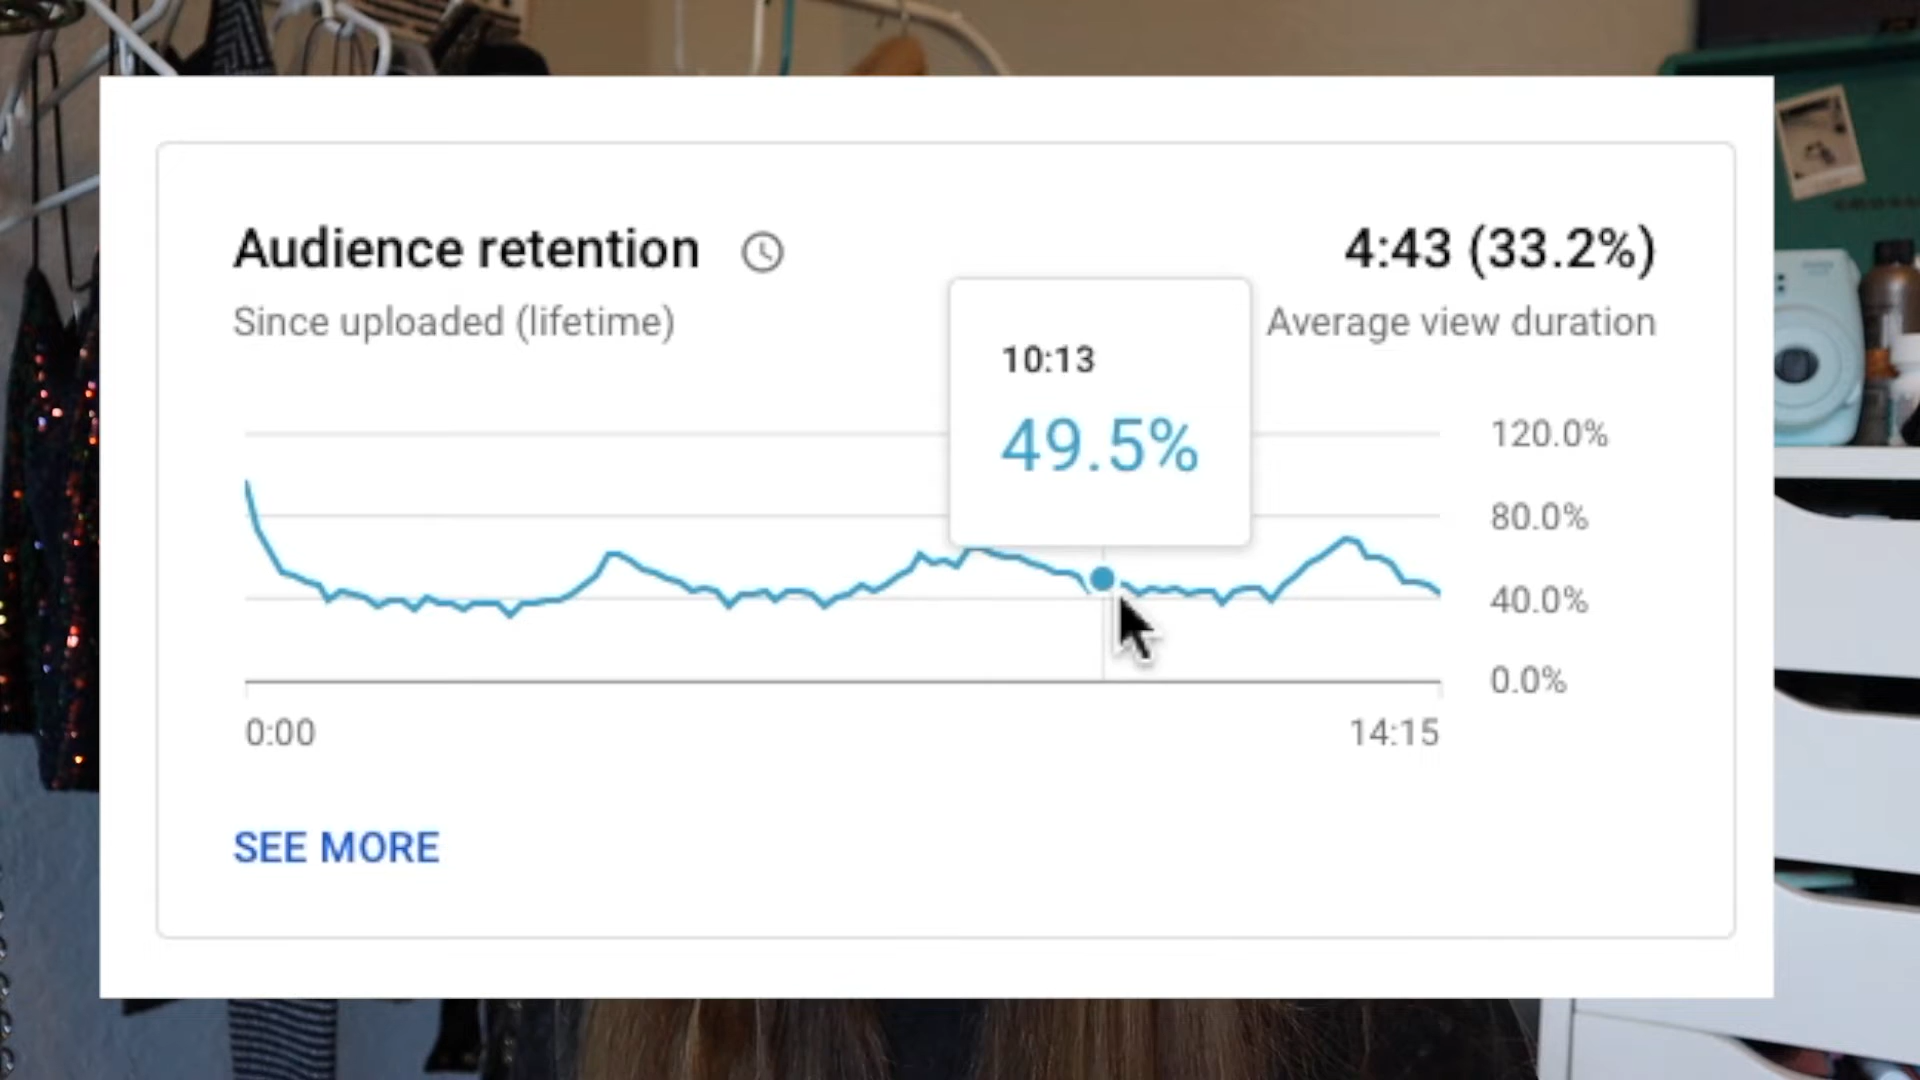 Audience retention
4:43 (33.2%)
Since uploaded (lifetime)
Average view duration
10:13
49.5%
120.0%
80.0%
40.0%
0.0%
0:00
14:15
SEE MORE